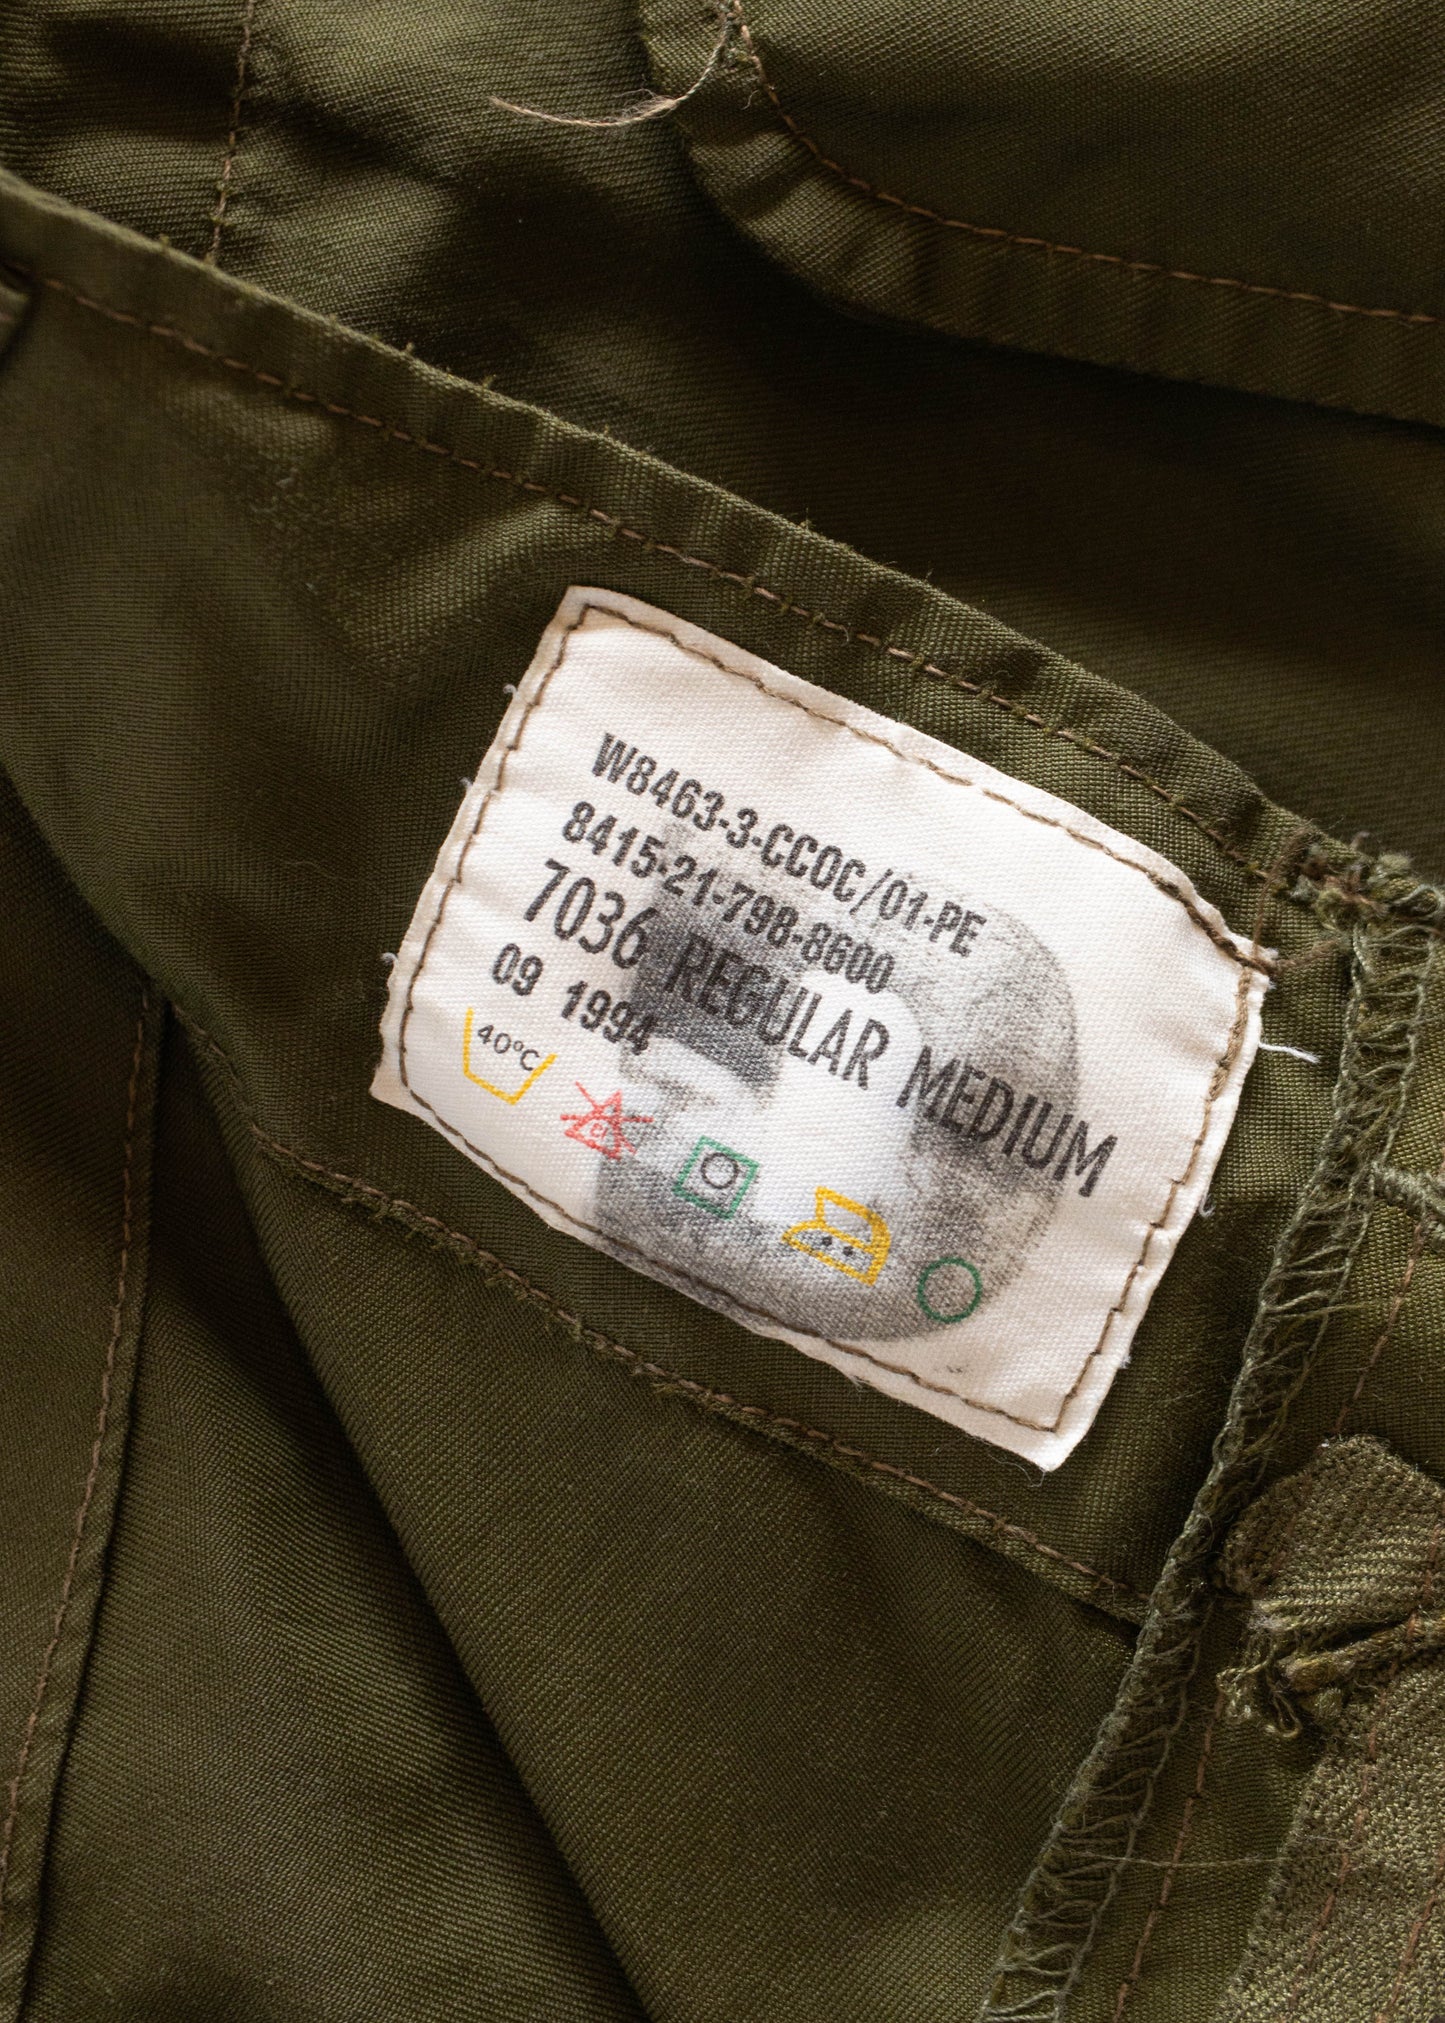 W8463-3-CCOC/01-PE
8415-21-798-8600
7036 REGULAR MEDIUM
09 1994
40°C